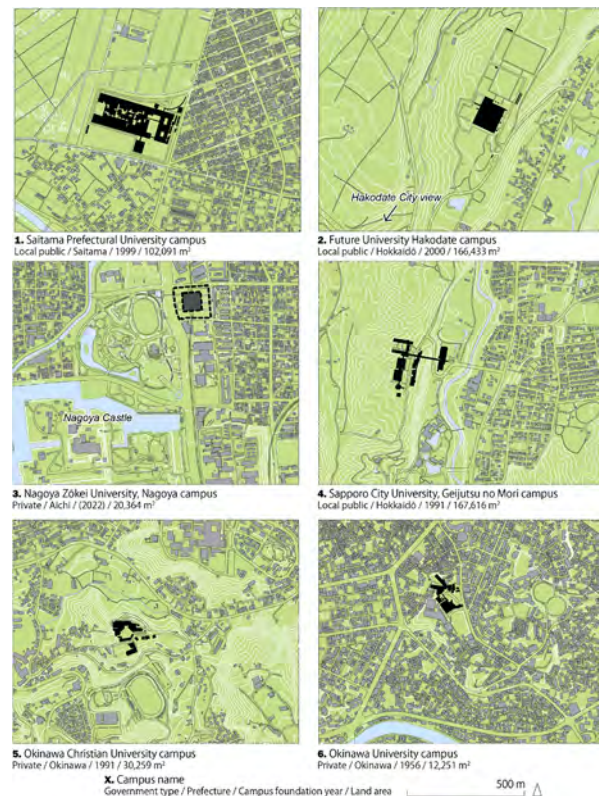 Hakodate City view
1. Saitama Prefectural University campus
Local public / Saitama / 1999 / 102,091 m²
2. Future University Hakodate campus
Local public / Hokkaidō / 2000 / 166,433 m²
Nagoya Castle
3. Nagoya Zōkei University, Nagoya campus
Private / Aichi / (2022) / 20,364 m²
4. Sapporo City University, Geijutsu no Mori campus
Local public / Hokkaidō / 1991 / 167,616 m²
5. Okinawa Christian University campus
Private / Okinawa / 1991 / 30,259 m²
6. Okinawa University campus
Private / Okinawa / 1956 / 12,251 m²
X. Campus name
Government type / Prefecture / Campus foundation year / Land area
500 m